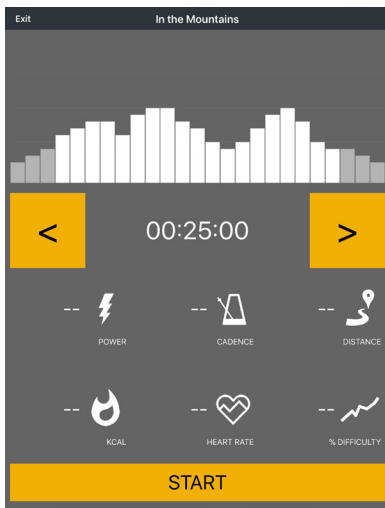 Exit In the Mountains
< 00:25:00 >
-- -- --
POWER CADENCE DISTANCE
-- -- --
KCAL HEART RATE % DIFFICULTY
START